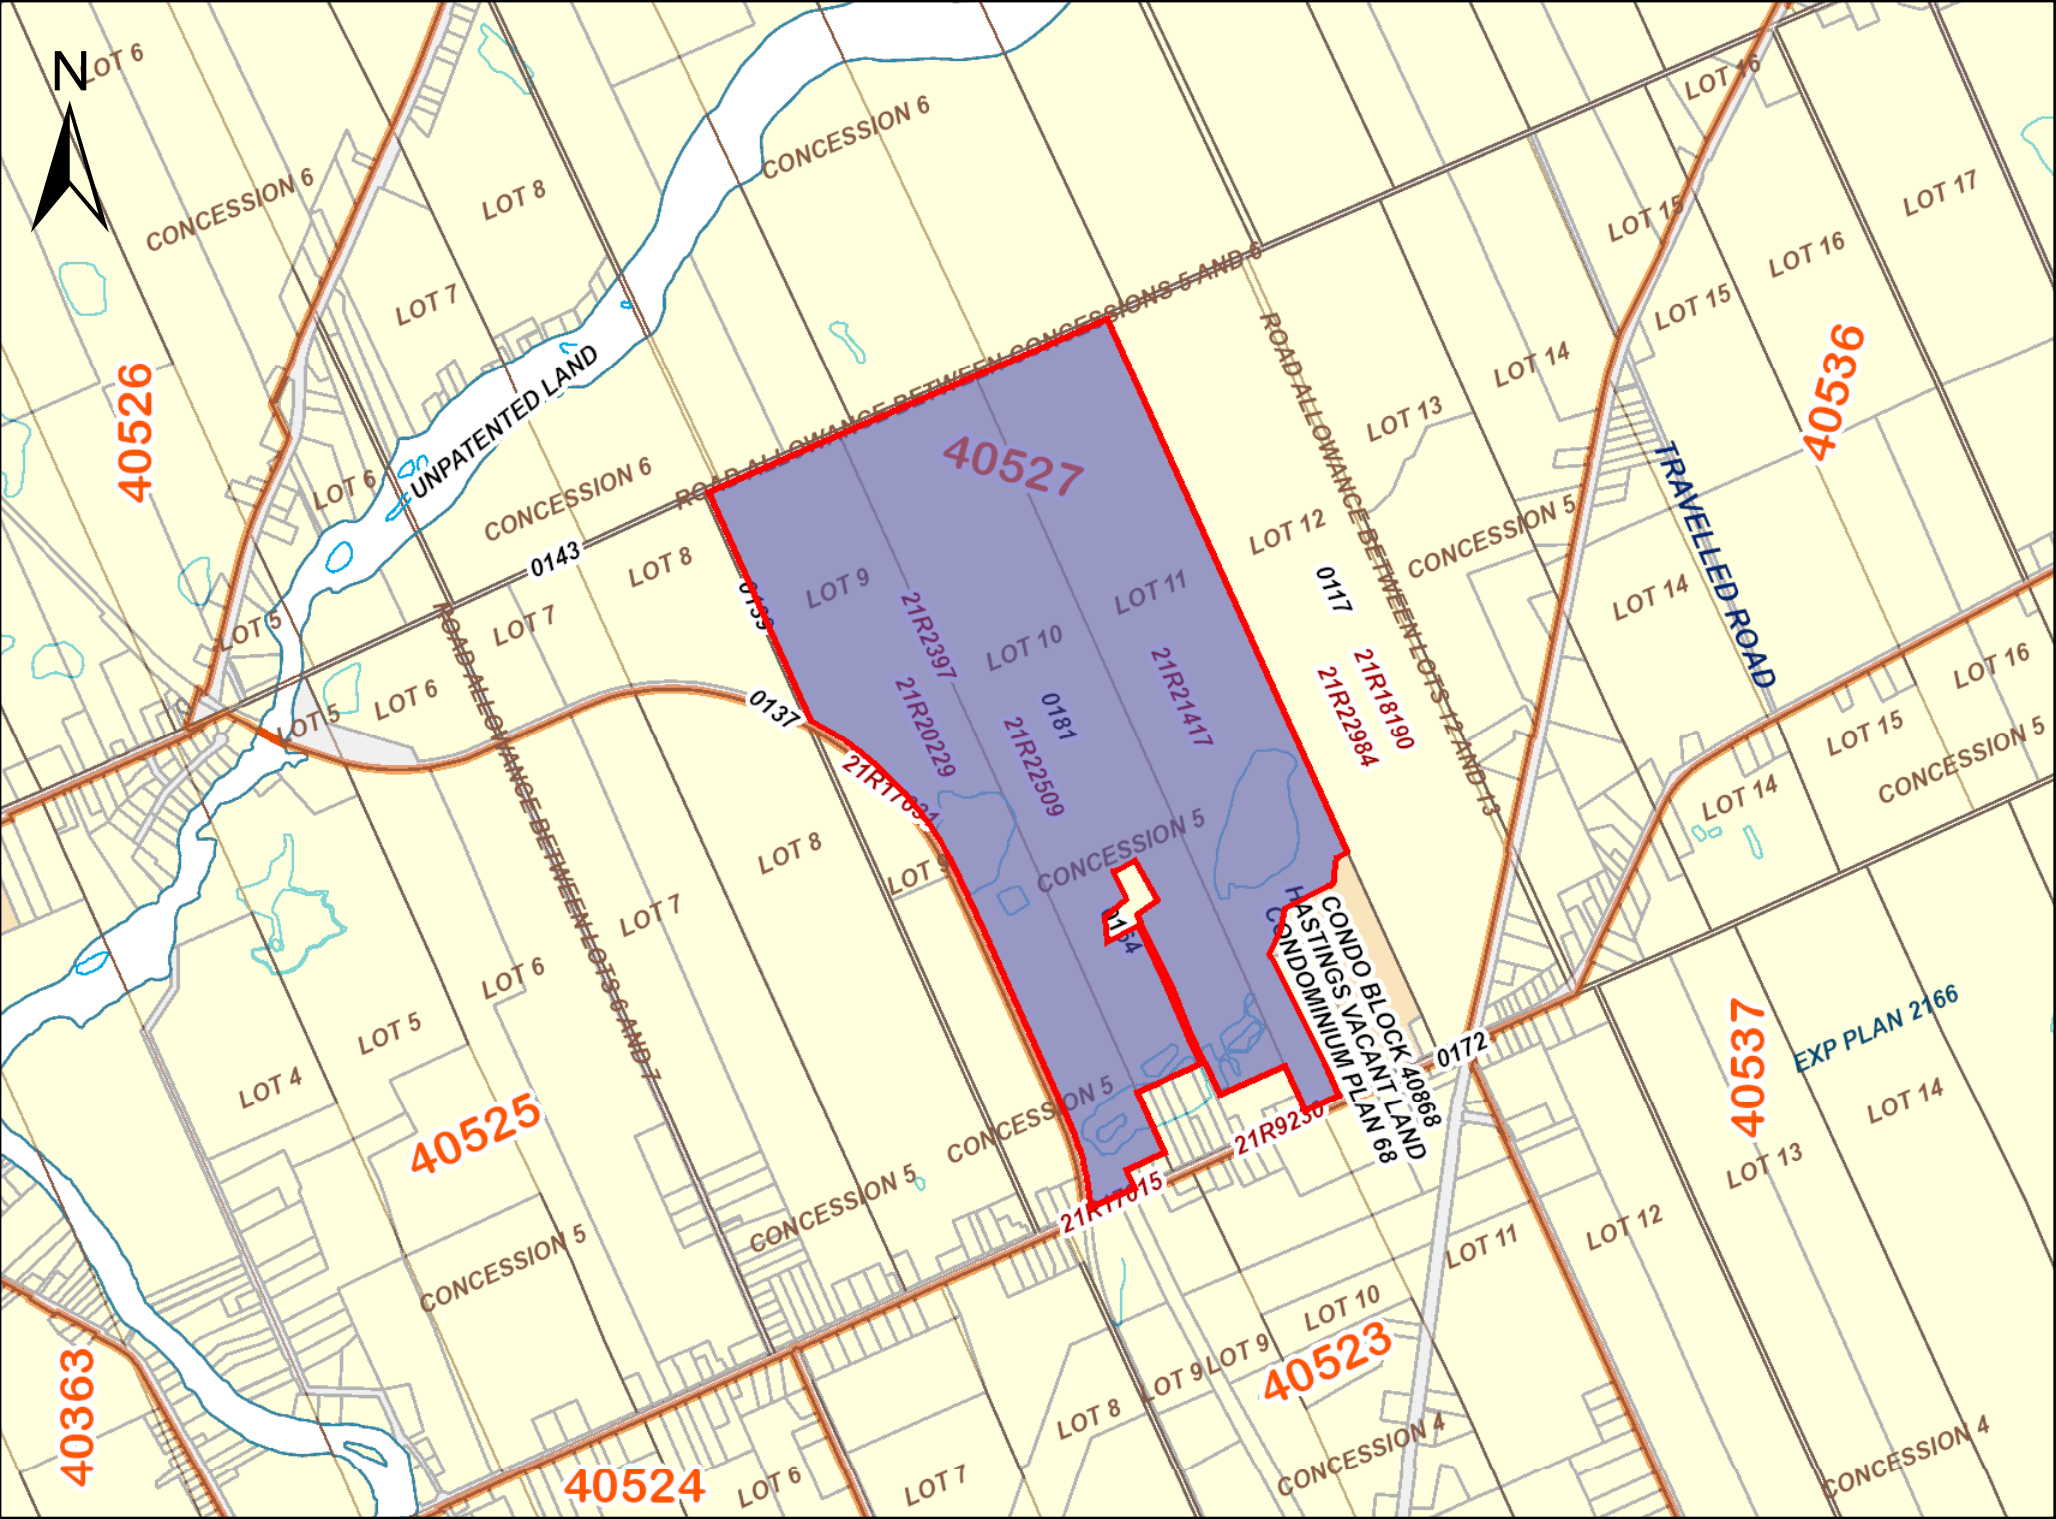 N
LOT 6
CONCESSION 6
LOT 8
CONCESSION 6
LOT 16
LOT 17
LOT 15
LOT 16
LOT 7
LOT 15
ROAD ALLOWANCE BETWEEN CONCESSIONS 5 AND 6
LOT 14
40526
UNPATENTED LAND
40536
LOT 13
ROAD ALLOWANCE BETWEEN LOTS 12 AND 13
40527
LOT 6
CONCESSION 6
TRAVELLED ROAD
CONCESSION 5
LOT 12
0143
LOT 8
0139
LOT 9
LOT 11
0117
LOT 14
LOT 5
LOT 7
ROAD ALLOWANCE BETWEEN LOTS 6 AND 7
21R2397
LOT 10
21R21417
21R18190
21R22984
LOT 16
LOT 6
LOT 5
0137
21R20229
0181
21R22509
LOT 15
CONCESSION 5
LOT 14
LOT 8
LOT 9
CONCESSION 5
LOT 7
0164
CONDO BLOCK 40868
HASTINGS VACANT LAND
CONDOMINIUM PLAN 68
LOT 6
LOT 5
0172
EXP PLAN 2166
40537
LOT 4
40525
CONCESSION 5
21R9230
LOT 14
LOT 13
21R17015
CONCESSION 5
LOT 12
LOT 11
CONCESSION 5
LOT 10
40523
LOT 9
LOT 9
LOT 8
40363
40524
LOT 6
LOT 7
CONCESSION 4
CONCESSION 4